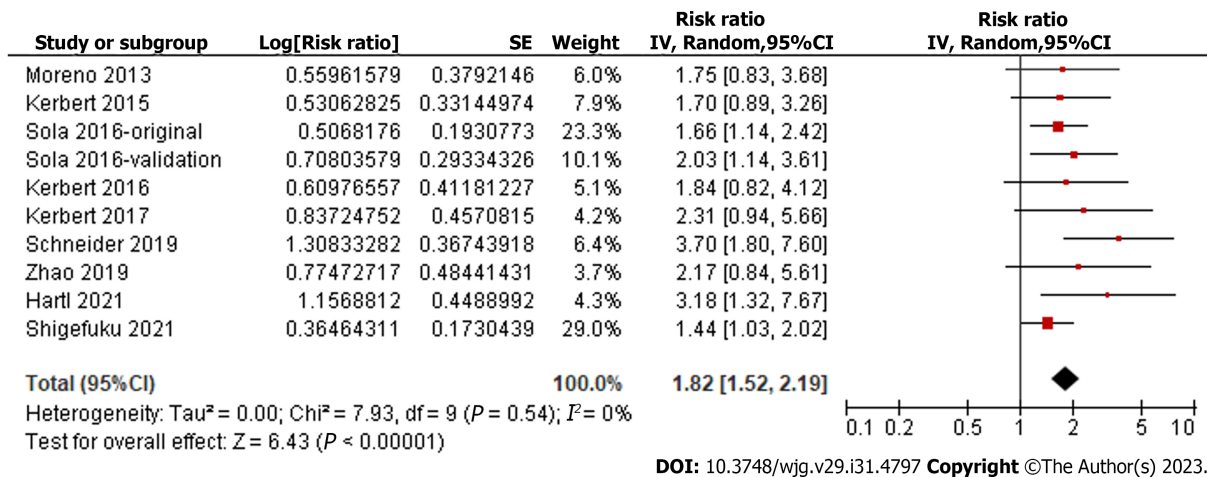 Risk ratio Risk ratio
Study or subgroup Log[Risk ratio] SE Weight IV, Random,95%CI IV, Random,95%CI
Moreno 2013 0.55961579 0.3792146 6.0% 1.75 [0.83, 3.68]
Kerbert 2015 0.53062825 0.33144974 7.9% 1.70 [0.89, 3.26]
Sola 2016-original 0.5068176 0.1930773 23.3% 1.66 [1.14, 2.42]
Sola 2016-validation 0.70803579 0.29334326 10.1% 2.03 [1.14, 3.61]
Kerbert 2016 0.60976557 0.41181227 5.1% 1.84 [0.82, 4.12]
Kerbert 2017 0.83724752 0.4570815 4.2% 2.31 [0.94, 5.66]
Schneider 2019 1.30833282 0.36743918 6.4% 3.70 [1.80, 7.60]
Zhao 2019 0.77472717 0.48441431 3.7% 2.17 [0.84, 5.61]
Hartl 2021 1.1568812 0.4488992 4.3% 3.18 [1.32, 7.67]
Shigefuku 2021 0.36464311 0.1730439 29.0% 1.44 [1.03, 2.02]
Total (95%CI) 100.0% 1.82 [1.52, 2.19]
Heterogeneity: Tau² = 0.00; Chi² = 7.93, df = 9 (P = 0.54); I² = 0%
Test for overall effect: Z = 6.43 (P < 0.00001)
0.1 0.2 0.5 1 2 5 10
DOI: 10.3748/wjg.v29.i31.4797 Copyright ©The Author(s) 2023.